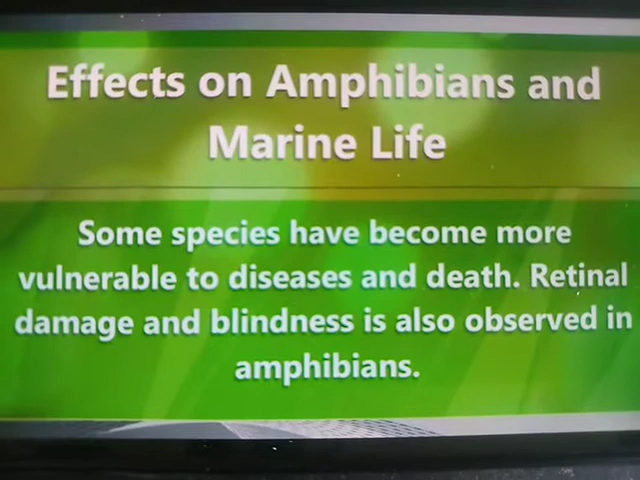 Effects on Amphibians and
Marine Life
Some species have become more
vulnerable to diseases and death. Retinal
damage and blindness is also observed in
amphibians.